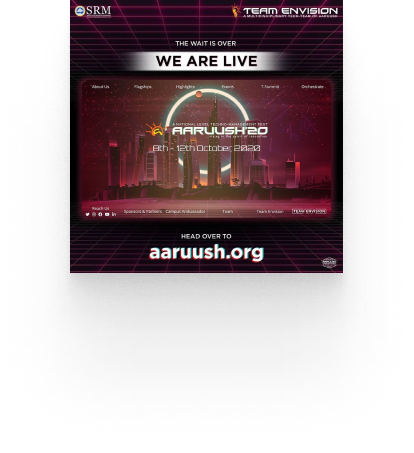 SRM
TEAM ENVISION
A MULTIDISCIPLINARY TECH-TEAM OF AARUUSH
THE WAIT IS OVER
WE ARE LIVE
About Us Flagships Highlights Events T-Summit Orchestrate
A NATIONAL LEVEL TECHNO-MANAGEMENT FEST
AARUUSH'20
8th - 12th October, 2020
Reach Us
Sponsors & Partners Campus Ambassador Team Team Envision TEAM ENVISION
HEAD OVER TO
aaruush.org